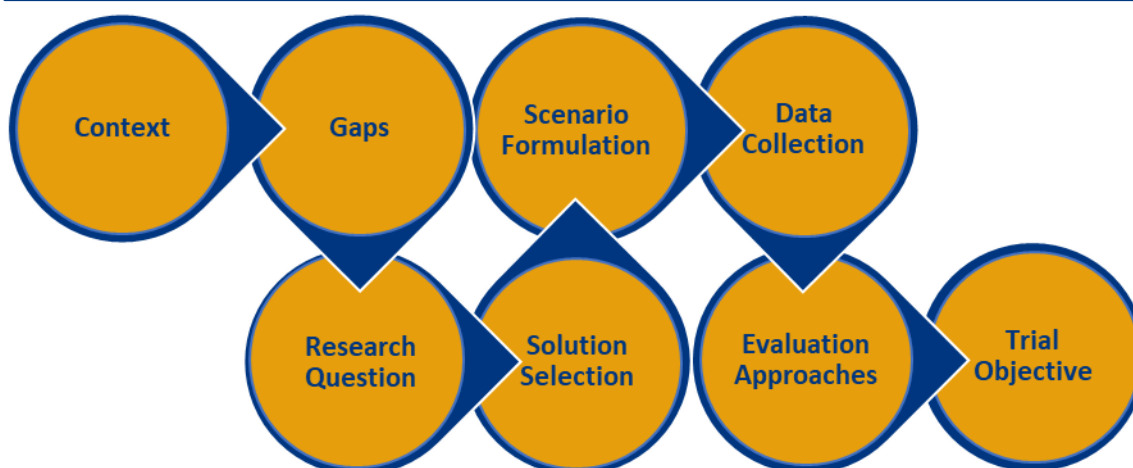 Context
Gaps
Scenario
Formulation
Data
Collection
Research
Question
Solution
Selection
Evaluation
Approaches
Trial
Objective